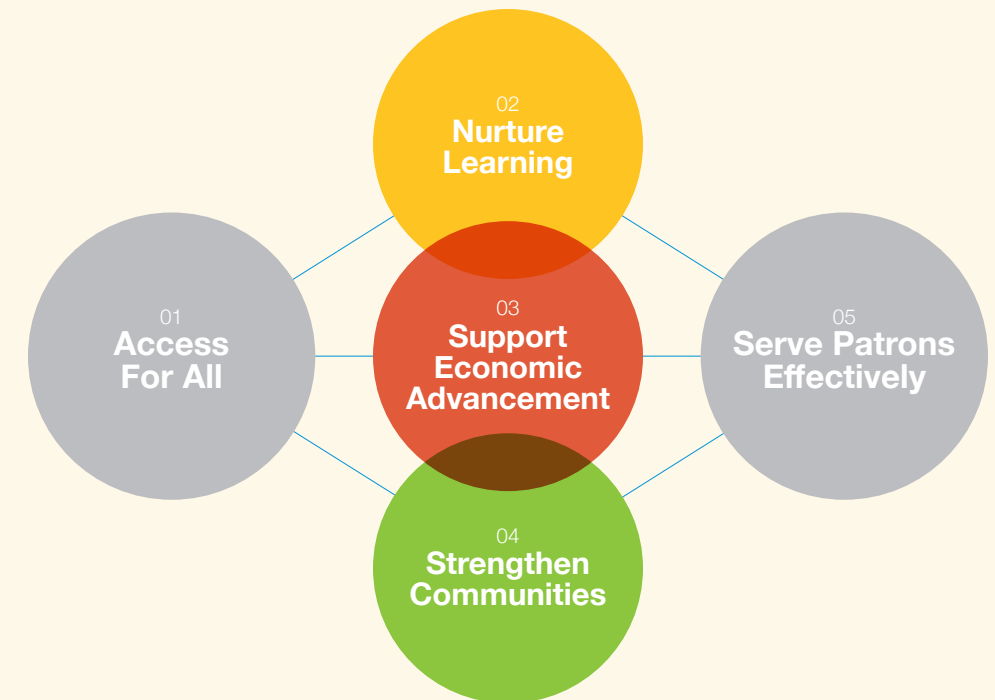 01
Access
For All
02
Nurture
Learning
03
Support
Economic
Advancement
04
Strengthen
Communities
05
Serve Patrons
Effectively